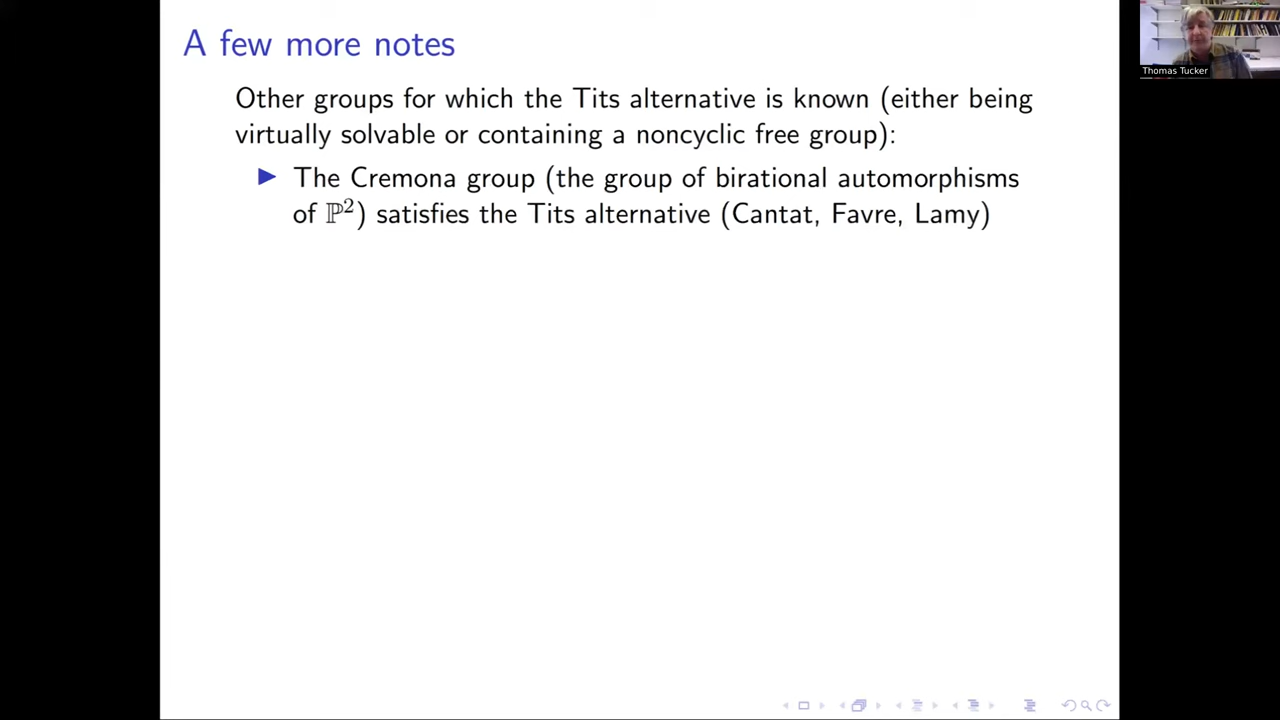 A few more notes
Other groups for which the Tits alternative is known (either being
virtually solvable or containing a noncyclic free group):
▶ The Cremona group (the group of birational automorphisms
of ℙ²) satisfies the Tits alternative (Cantat, Favre, Lamy)
Thomas Tucker